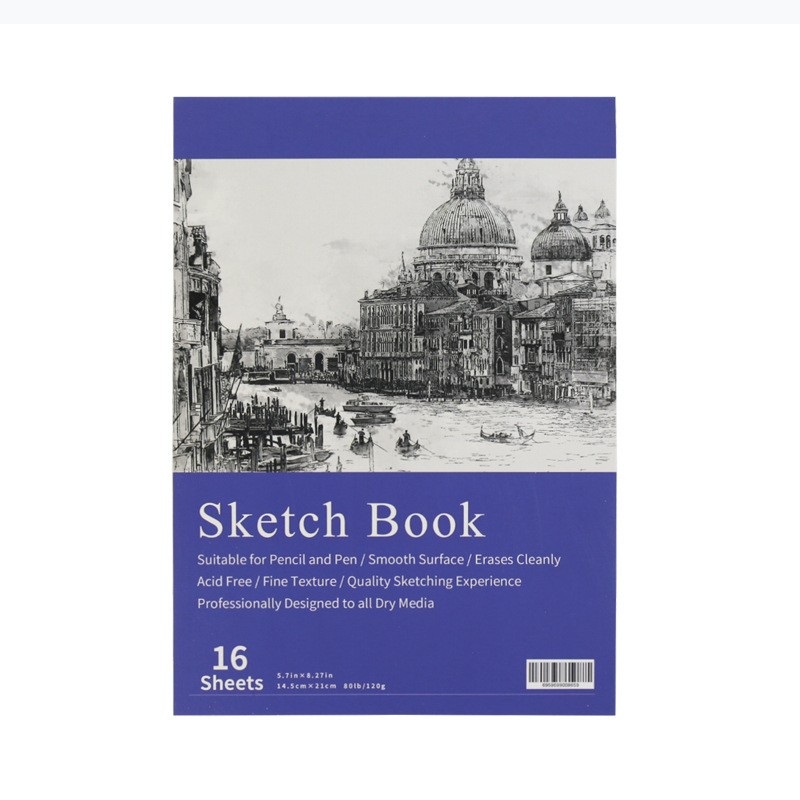 Sketch Book
Suitable for Pencil and Pen / Smooth Surface / Erases Cleanly
Acid Free / Fine Texture / Quality Sketching Experience
Professionally Designed to all Dry Media
16
Sheets
5.7in×8.27in
14.5cm×21cm 80lb/120g